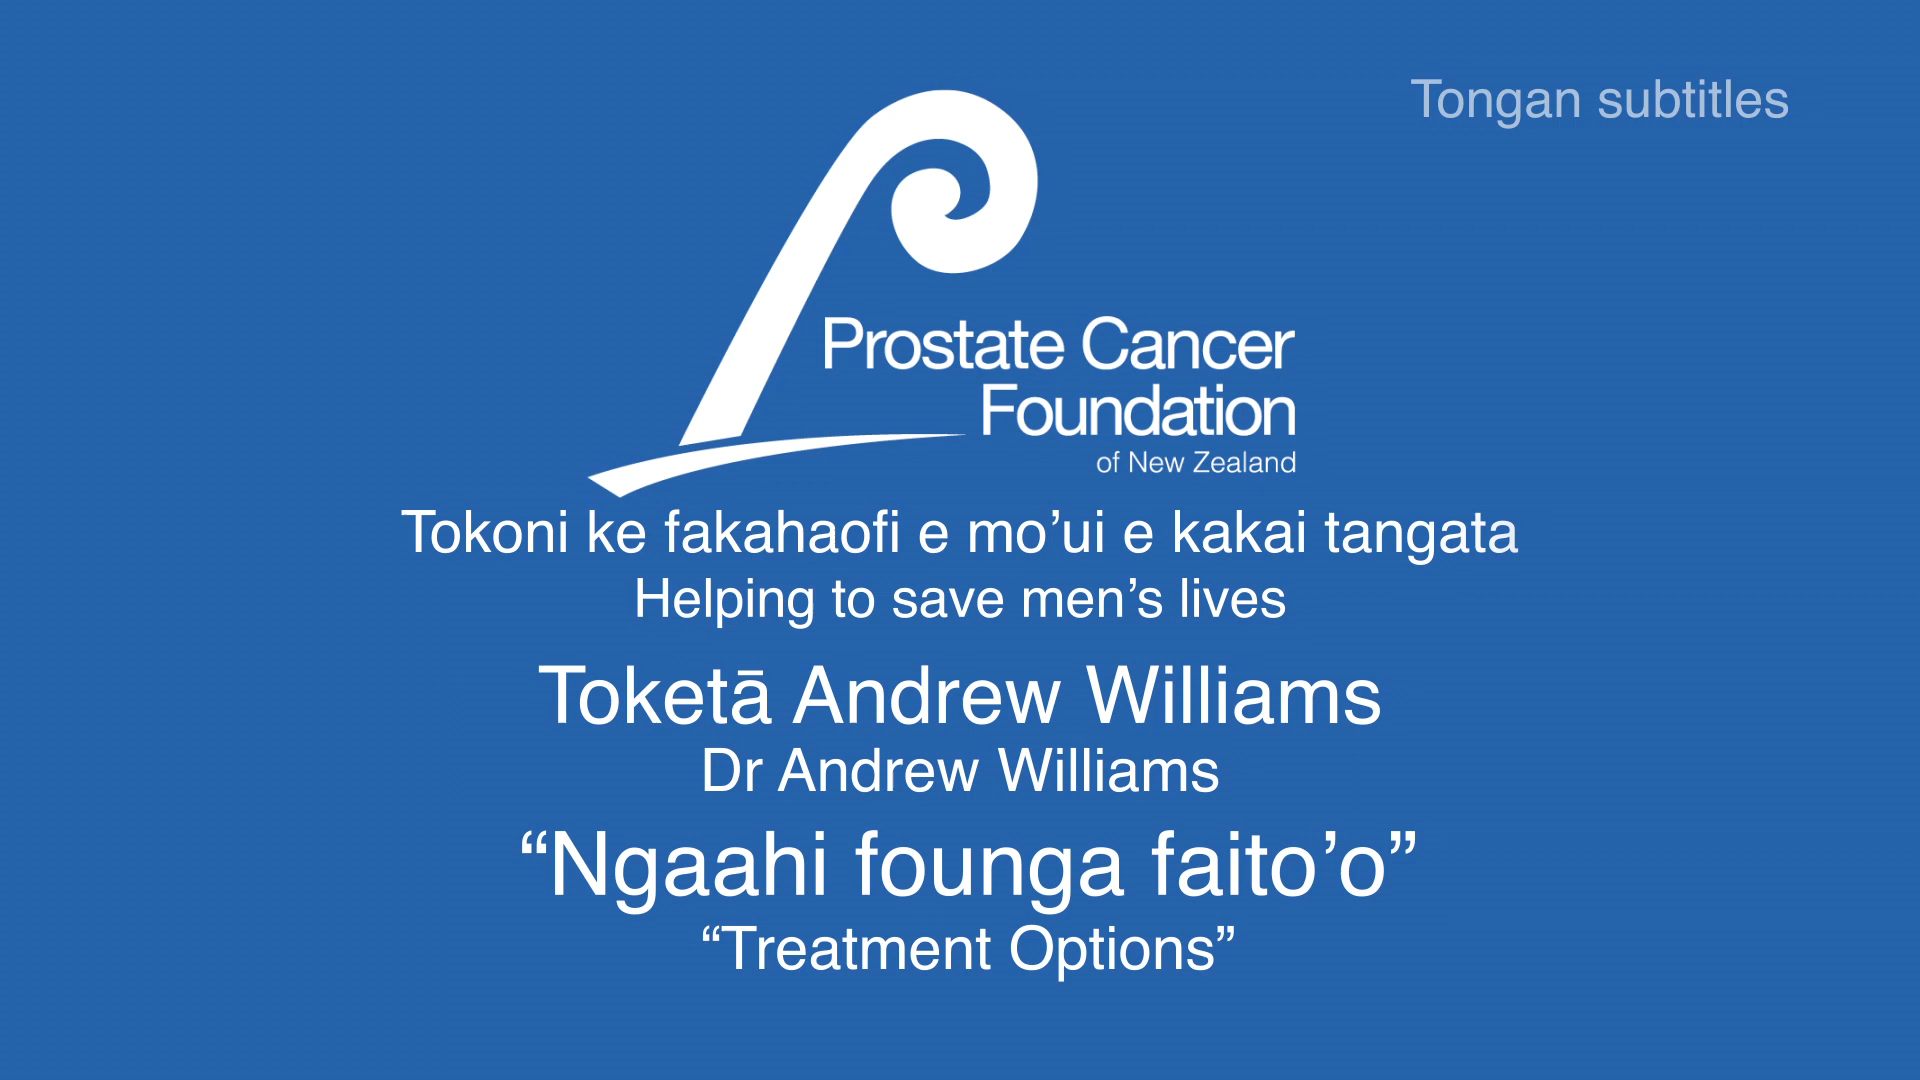 Tongan subtitles
Prostate Cancer
Foundation
of New Zealand
Tokoni ke fakahaofi e mo’ui e kakai tangata
Helping to save men’s lives
Toketā Andrew Williams
Dr Andrew Williams
“Ngaahi founga faito’o”
“Treatment Options”